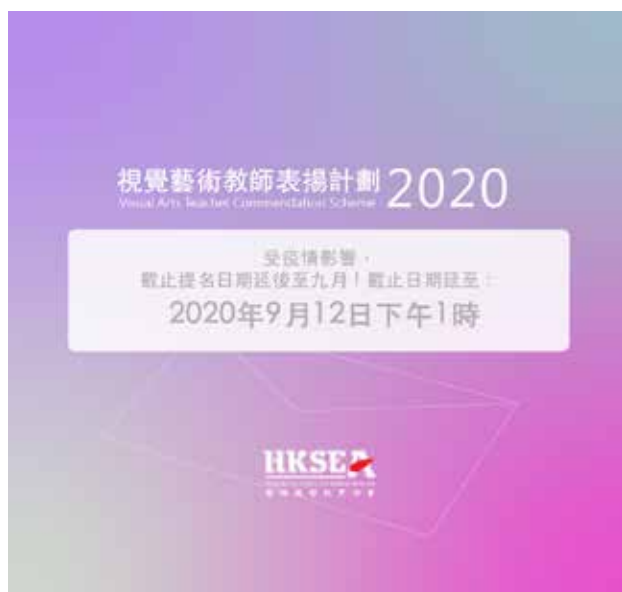 視覺藝術教師表揚計劃 2020
Visual Arts Teacher Commendation Scheme
受疫情影響，
截止提名日期延後至九月！截止日期延至：
2020年9月12日下午1時
HKSEA